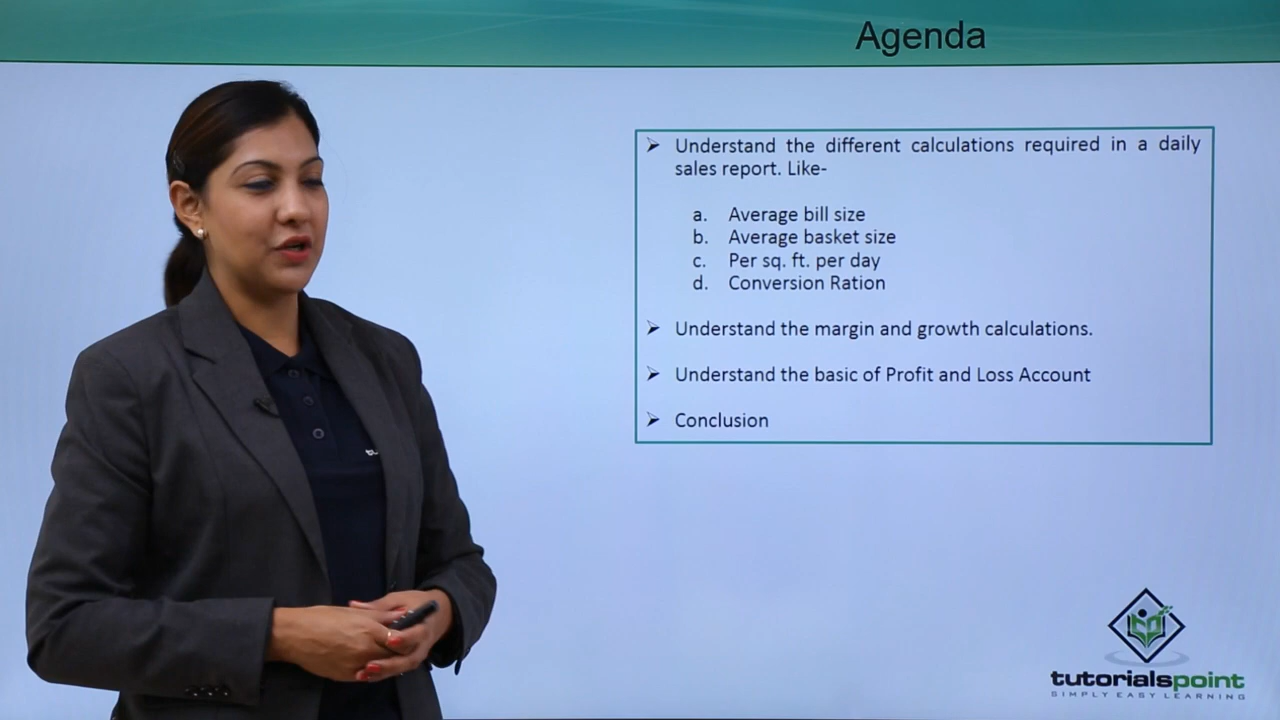 Agenda
➢ Understand the different calculations required in a daily
sales report. Like-
a. Average bill size
b. Average basket size
c. Per sq. ft. per day
d. Conversion Ration
➢ Understand the margin and growth calculations.
➢ Understand the basic of Profit and Loss Account
➢ Conclusion
tutorialspoint
SIMPLY EASY LEARNING